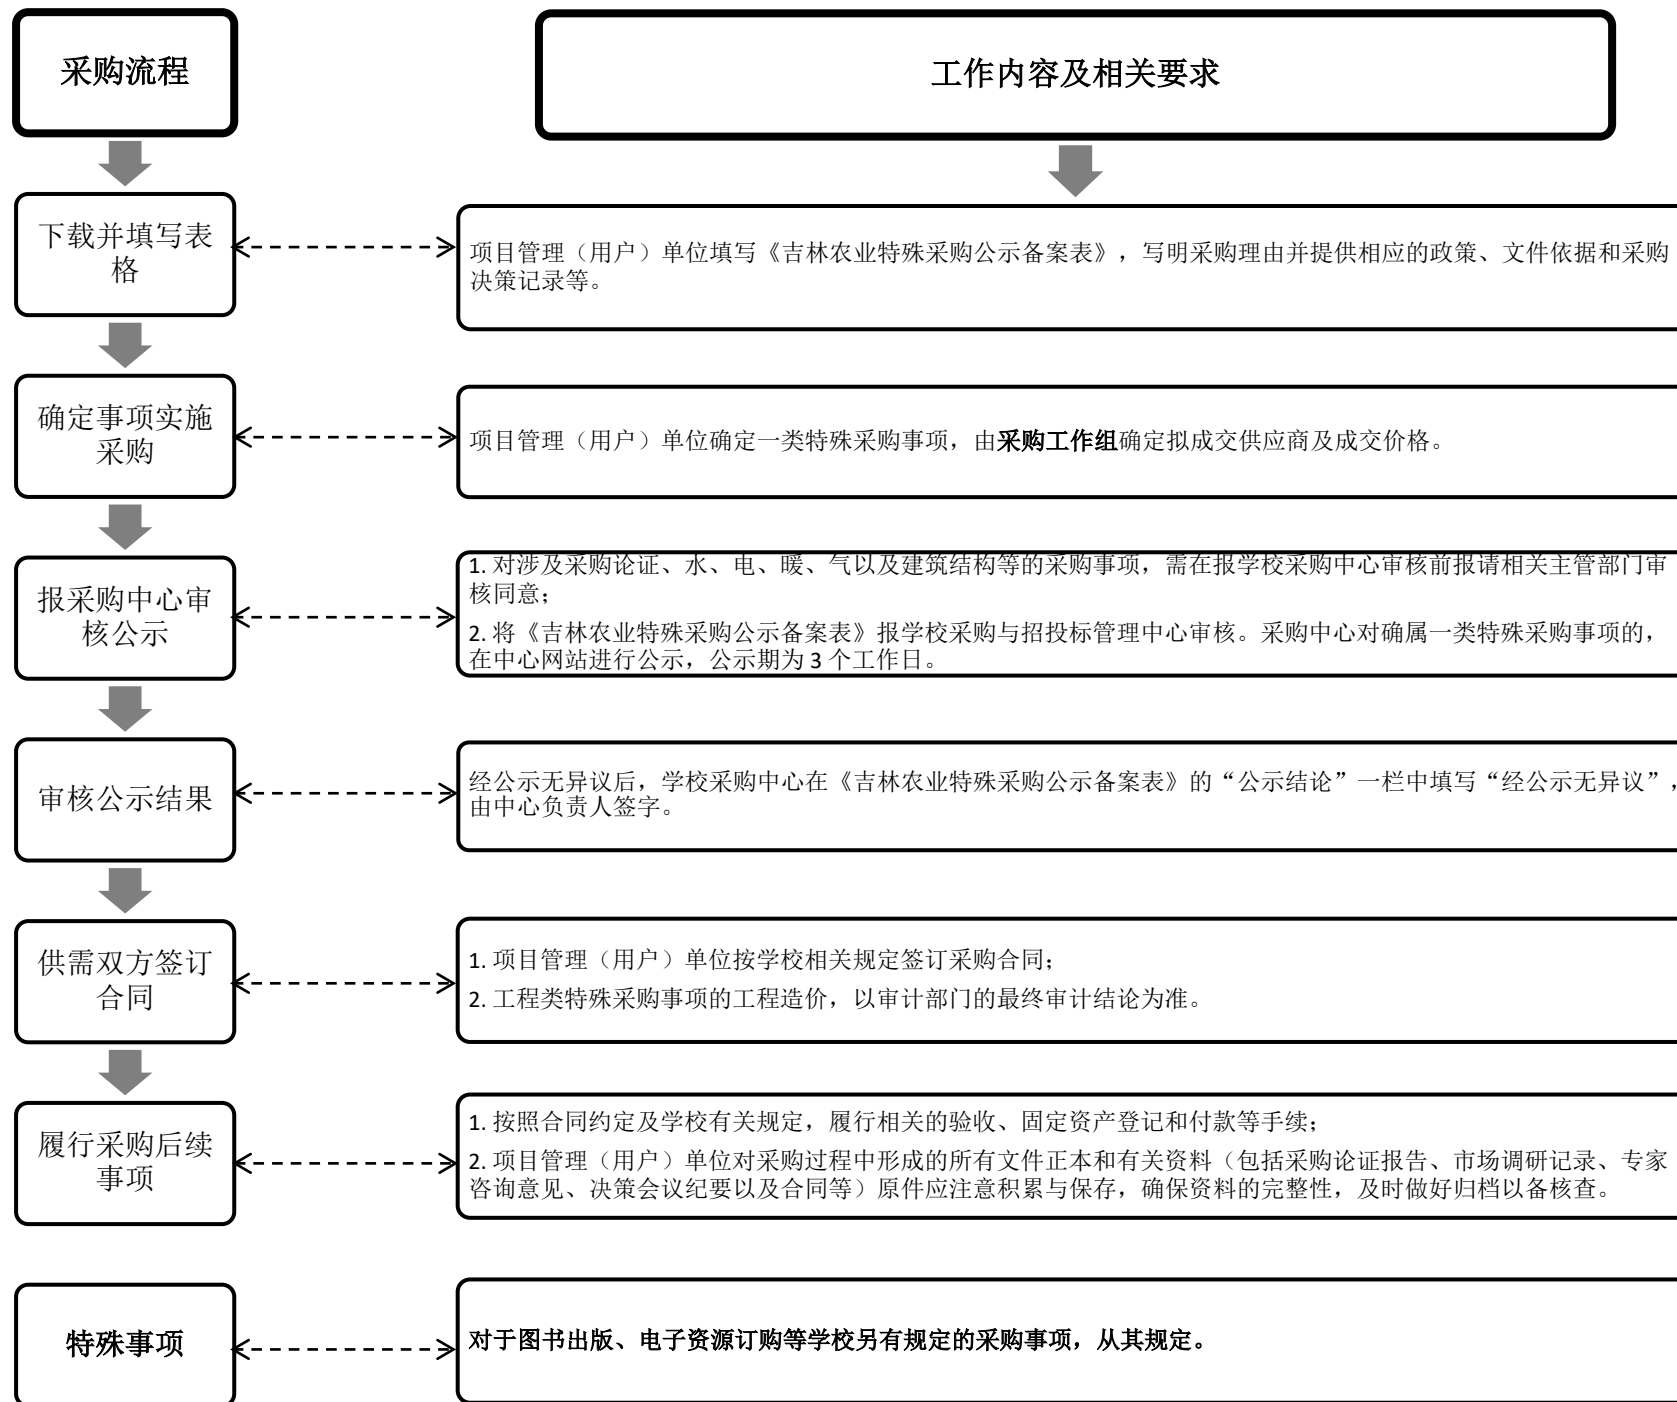 采购流程
工作内容及相关要求
下载并填写表
格
项目管理（用户）单位填写《吉林农业特殊采购公示备案表》，写明采购理由并提供相应的政策、文件依据和采购
决策记录等。
确定事项实施
采购
项目管理（用户）单位确定一类特殊采购事项，由采购工作组确定拟成交供应商及成交价格。
报采购中心审
核公示
1. 对涉及采购论证、水、电、暖、气以及建筑结构等的采购事项，需在报学校采购中心审核前报请相关主管部门审
核同意；
2. 将《吉林农业特殊采购公示备案表》报学校采购与招投标管理中心审核。采购中心对确属一类特殊采购事项的，
在中心网站进行公示，公示期为 3 个工作日。
审核公示结果
经公示无异议后，学校采购中心在《吉林农业特殊采购公示备案表》的“公示结论”一栏中填写“经公示无异议”，
由中心负责人签字。
供需双方签订
合同
1. 项目管理（用户）单位按学校相关规定签订采购合同；
2. 工程类特殊采购事项的工程造价，以审计部门的最终审计结论为准。
履行采购后续
事项
1. 按照合同约定及学校有关规定，履行相关的验收、固定资产登记和付款等手续；
2. 项目管理（用户）单位对采购过程中形成的所有文件正本和有关资料（包括采购论证报告、市场调研记录、专家
咨询意见、决策会议纪要以及合同等）原件应注意积累与保存，确保资料的完整性，及时做好归档以备核查。
特殊事项
对于图书出版、电子资源订购等学校另有规定的采购事项，从其规定。